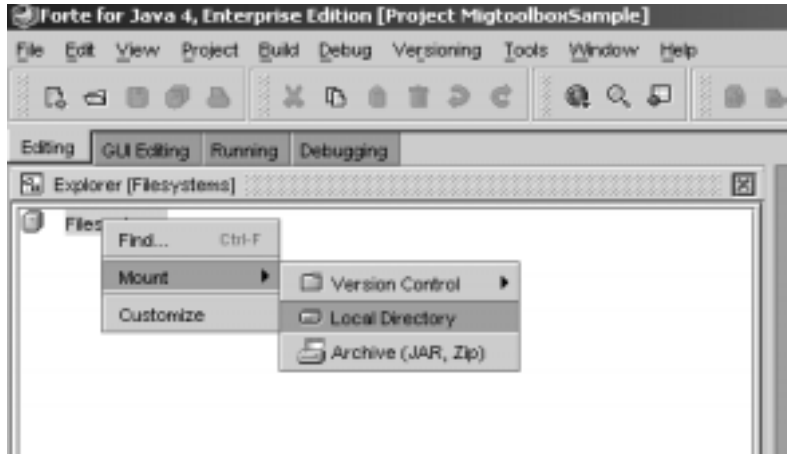 Forte for Java 4, Enterprise Edition [Project MigtoolboxSample]
File Edit View Project Build Debug Versioning Tools Window Help
Editing GUI Editing Running Debugging
Explorer [Filesystems]
Files
Find... Ctrl-F
Mount
Customize
Version Control
Local Directory
Archive (JAR, Zip)